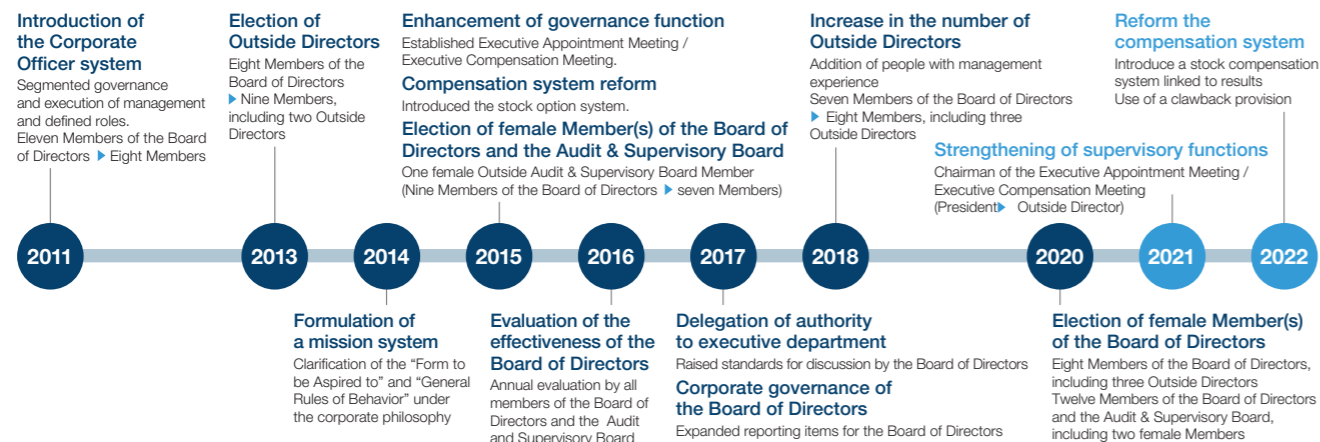 Introduction of
the Corporate
Officer system
Segmented governance
and execution of management
and defined roles.
Eleven Members of the Board
of Directors ▶ Eight Members
Election of
Outside Directors
Eight Members of the
Board of Directors
▶ Nine Members,
including two Outside
Directors
Enhancement of governance function
Established Executive Appointment Meeting /
Executive Compensation Meeting.
Compensation system reform
Introduced the stock option system.
Election of female Member(s) of the Board of
Directors and the Audit & Supervisory Board
One female Outside Audit & Supervisory Board Member
(Nine Members of the Board of Directors ▶ seven Members)
Increase in the number of
Outside Directors
Addition of people with management
experience
Seven Members of the Board of Directors
▶ Eight Members, including three
Outside Directors
Strengthening of supervisory functions
Chairman of the Executive Appointment Meeting /
Executive Compensation Meeting
(President▶ Outside Director)
Reform the
compensation system
Introduce a stock compensation
system linked to results
Use of a clawback provision
2011
2013
2014
2015
2016
2017
2018
2020
2021
2022
Formulation of
a mission system
Clarification of the “Form to
be Aspired to” and “General
Rules of Behavior” under
the corporate philosophy
Evaluation of the
effectiveness of the
Board of Directors
Annual evaluation by all
members of the Board of
Directors and the Audit
and Supervisory Board
Delegation of authority
to executive department
Raised standards for discussion by the Board of Directors
Corporate governance of
the Board of Directors
Expanded reporting items for the Board of Directors
Election of female Member(s)
of the Board of Directors
Eight Members of the Board of Directors,
including three Outside Directors
Twelve Members of the Board of Directors
and the Audit & Supervisory Board,
including two female Members